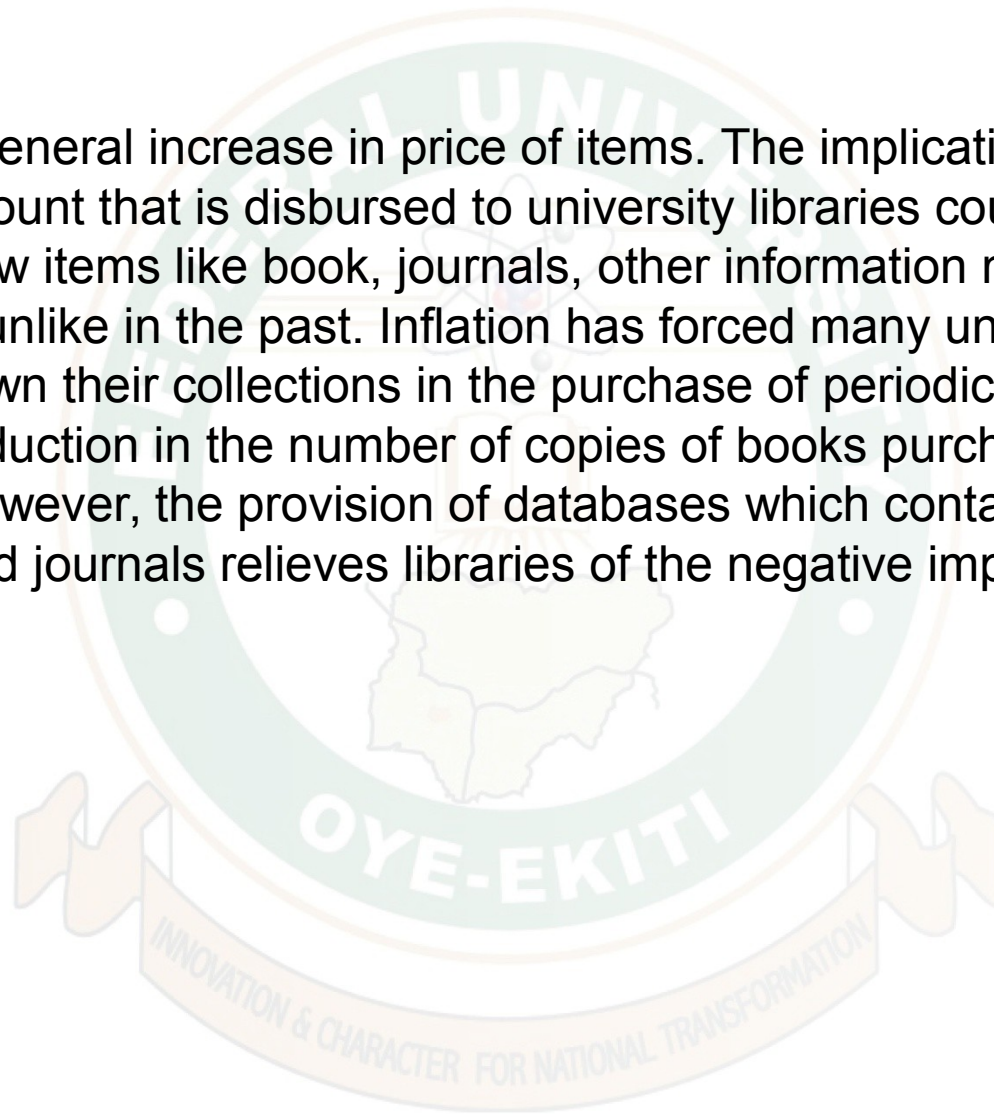 FEDERAL UNIVERSITY
eneral increase in price of items. The implicati
ount that is disbursed to university libraries cou
w items like book, journals, other information r
unlike in the past. Inflation has forced many un
wn their collections in the purchase of periodic
duction in the number of copies of books purch
wever, the provision of databases which conta
d journals relieves libraries of the negative imp
OYE-EKITI
INNOVATION & CHARACTER FOR NATIONAL TRANSFORMATION